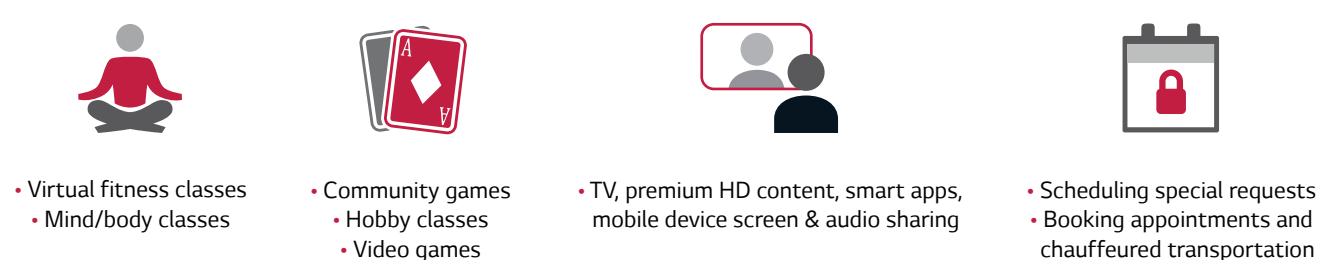 A
A
• Virtual fitness classes
• Mind/body classes
• Community games
• Hobby classes
• Video games
• TV, premium HD content, smart apps,
mobile device screen & audio sharing
• Scheduling special requests
• Booking appointments and
chauffeured transportation